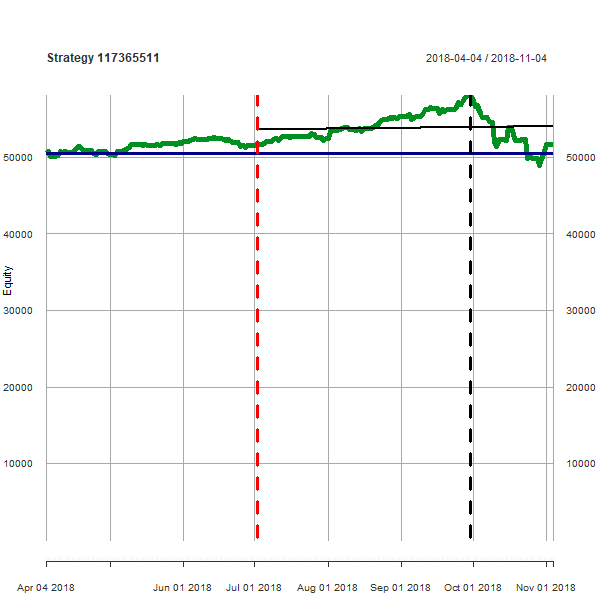 Strategy 117365511
2018-04-04 / 2018-11-04
50000
50000
40000
40000
Equity
30000
30000
20000
20000
10000
10000
Apr 04 2018
Jun 01 2018
Jul 01 2018
Aug 01 2018
Sep 01 2018
Oct 01 2018
Nov 01 2018